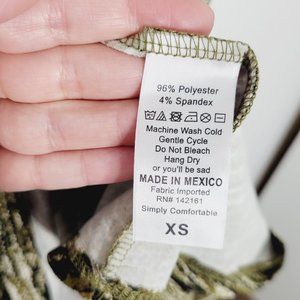 96% Polyester
4% Spandex
Machine Wash Cold
Gentle Cycle
Do Not Bleach
Hang Dry
or you'll be sad
MADE IN MEXICO
Fabric Imported
RN# 142161
Simply Comfortable
XS